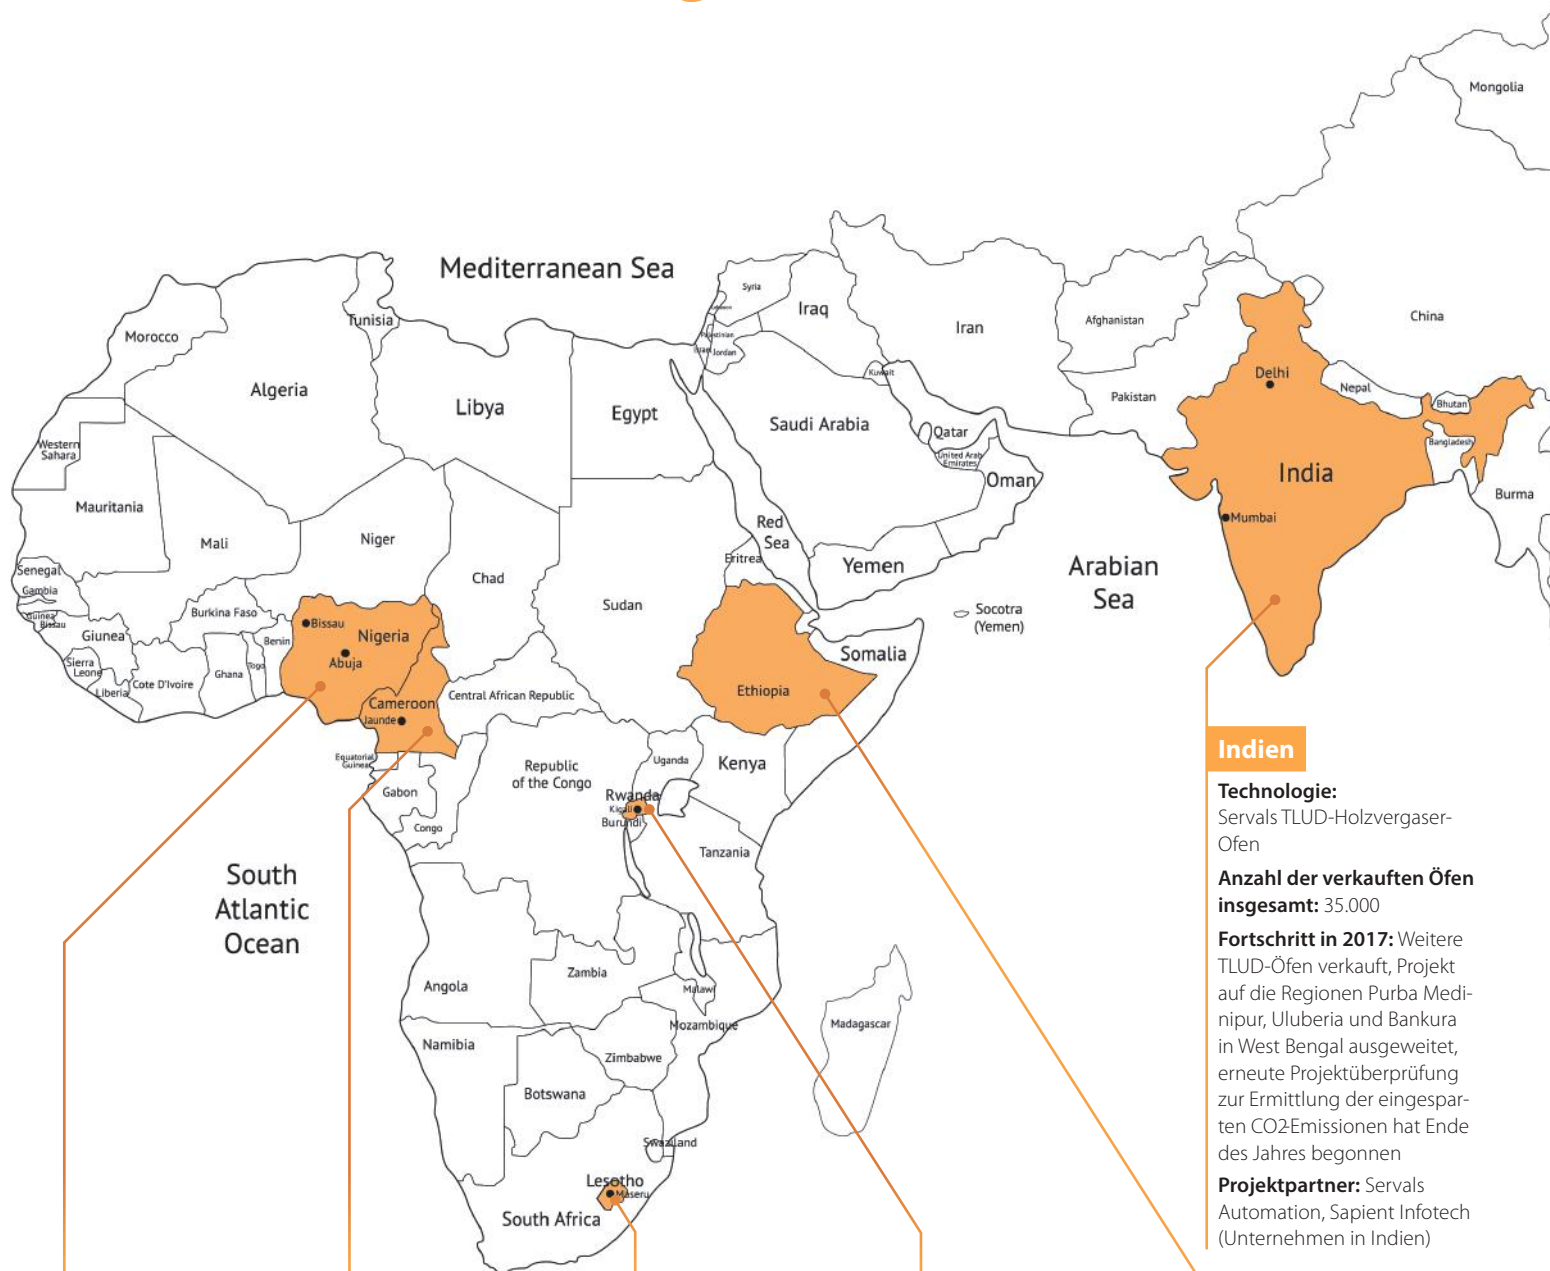 Mongolia
Mediterranean Sea
Syria
Iraq
Iran
Afghanistan
China
Morocco
Tunisia
Palestinian
Israel
Jordan
Kuwait
Delhi
Nepal
Bhutan
Algeria
Libya
Egypt
Saudi Arabia
Pakistan
Qatar
Bangladesh
Western
Sahara
United Arab
Emirates
Oman
India
Burma
Mauritania
Mali
Niger
Red
Sea
Mumbai
Senegal
Gambia
Chad
Eritrea
Yemen
Arabian
Sea
Guinea
Bissau
Burkina Faso
Bissau
Sudan
Socotra
(Yemen)
Giunea
Benin
Nigeria
Abuja
Somalia
Sierra
Leone
Liberia
Cote D'Ivoire
Ghana
Togo
Cameroon
Jaunde
Central African Republic
Ethiopia
Equatorial
Guinea
Republic
of the Congo
Uganda
Kenya
Gabon
Rwanda
Kigali
Burundi
Congo
Tanzania
South
Atlantic
Ocean
Angola
Zambia
Malawi
Mozambique
Madagascar
Namibia
Zimbabwe
Botswana
Swaziland
Lesotho
Maseru
South Africa
Indien
Technologie:
Servals TLUD-Holzvergaser-
Ofen
Anzahl der verkauften Öfen
insgesamt: 35.000
Fortschritt in 2017: Weitere
TLUD-Öfen verkauft, Projekt
auf die Regionen Purba Medi-
nipur, Uluberia und Bankura
in West Bengal ausgeweitet,
erneute Projektüberprüfung
zur Ermittlung der eingespar-
ten CO2-Emissionen hat Ende
des Jahres begonnen
Projektpartner: Servals
Automation, Sapient Infotech
(Unternehmen in Indien)